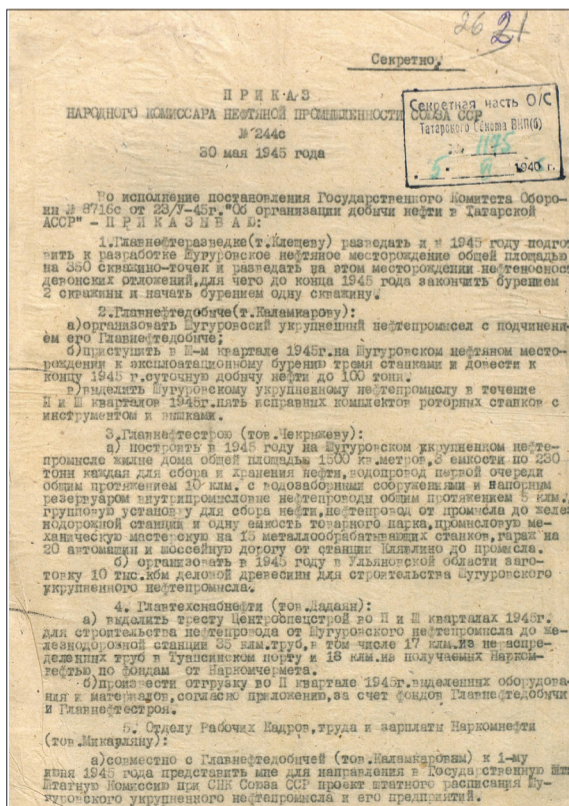 26 21
Секретно.
ПРИКАЗ
НАРОДНОГО КОМИССАРА НЕФТЯНОЙ ПРОМЫШЛЕННОСТИ СОЮЗА ССР
№ 244с
30 мая 1945 года
Секретная часть О/С
Татарского Обкома ВКП(б)
№ 1175
194 г.
Во исполнение постановления Государственного Комитета Оборо-
ны № 8716с от 23/У-45г. "Об организации добычи нефти в Татарской
АССР" - ПРИКАЗЫВАЮ:
1.Главнефтеразведке(т.Клещеву) разведать и в 1945 году подгото
вить к разработке Шугуровское нефтяное месторождение общей площадью
на 350 скважино-точек и разведать на этом месторождении нефтеносность
девонских отложений,для чего до конца 1945 года закончить бурением
2 скважины и начать бурением одну скважину.
2.Главнефтедобыче(т.Каламкарову):
а)организовать Шугуровсий укрупненный нефтепромысел с подчинени-
ем его Главнефтедобыче;
б)приступить в Ш-м квартале 1945г.на Шугуровском нефтяном место-
рождении к эксплоатационному бурению тремя станками и довести к
концу 1945 г.суточную добычу нефти до 100 тонн.
в)выделить Шугуровскому укрупненному нефтепромыслу в течение
П и Ш кварталов 1945г.пять исправных комплектов роторных станков с
инструментом и вышками.
3.Главнефтестрою (тов.Чекрыжеву):
а) построить в 1945 году на Шугуровском укрупненном нефте-
промысле жилые дома общей площадью 1500 кв.метров,3 емкости по 230
тонн каждая для сбора и хранения нефти,водопровод первой очереди
общим протяжением 10 клм. с водозаборными сооружениями и напорным
резервуаром внутрипромысловые нефтепроводы общим протяжением 5 клм.,
групповую установку для сбора нефти,нефтепровод от промысла до желез
нодорожной станции и одну емкость товарного парка,промысловую ме-
ханическую мастерскую на 15 металлообрабатывающих станков,гараж на
20 автомашин и шоссейную дорогу от станции Клявлино до промысла.
б) организовать в 1945 году в Ульяновской области заго-
товку 10 тыс.кбм деловой древесины для строительства Шугуровского
укрупненного нефтепромысла.
4. Главтехснабнефти (тов.Дадаян):
а) выделить тресту Центроспецстрой во П и Ш кварталах 1945г.
для строительства нефтепровода от Шугуровского нефтепромысла до же-
лезнодорожной станции 35 клм.труб,в том числе 17 клм.из не распре-
деленных труб в Туапсинском порту и 18 клм.из получаемых Нарком-
нефтью по фондам от Наркомчермета.
б)произвести отгрузку во П квартале 1945г.выделенных оборудова-
ния и материалов,согласно приложению,за счет фондов Главнефтедобычи
и Главнефтестроя.
5. Отделу Рабочих Кадров,труда и зарплаты Наркомнефти
(тов.Микарляну):
а)совместно с Главнефтедобычей (тов.Каламкаровым) к 1-му
июня 1945 года представить мне для направления в Государственную
Штатную Комиссию при СНК Союза ССР проект штатного расписания Шу-
гуровского укрупненного нефтепромысла и его предприятий.